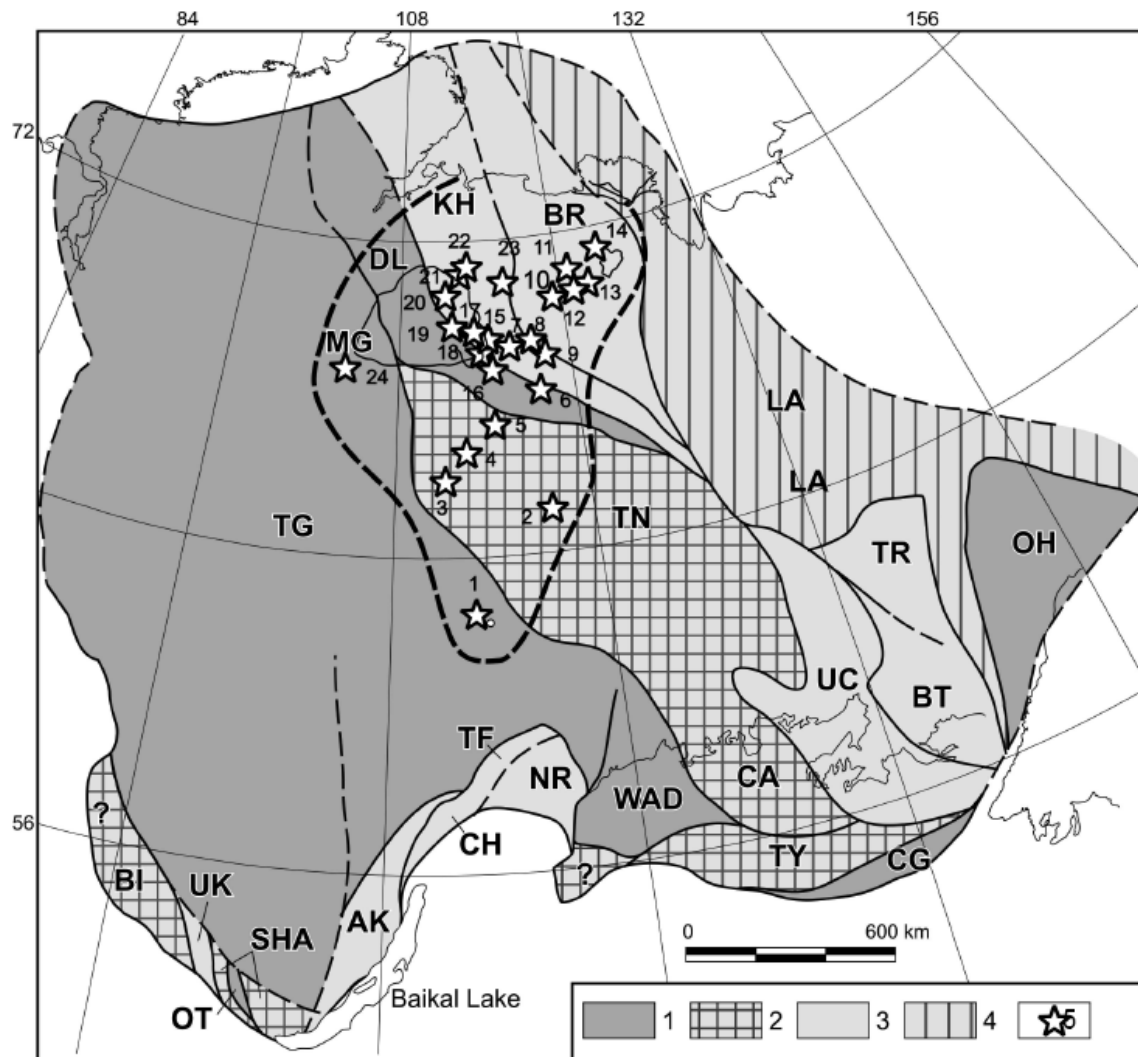 84 108 132 156
72
KH BR
22 23 11 14
DL
21 10
20 13
17 15 7 8 12
19
MG 18 9
24
16 6
LA
5
4
LA
3
TG 2 TN
OH
TR
1
6
UC
BT
TF
NR CA
WAD
56
?
CH
TY
CG
?
BI
UK
0 600 km
AK
SHA
Baikal Lake
OT
1 2 3 4 5